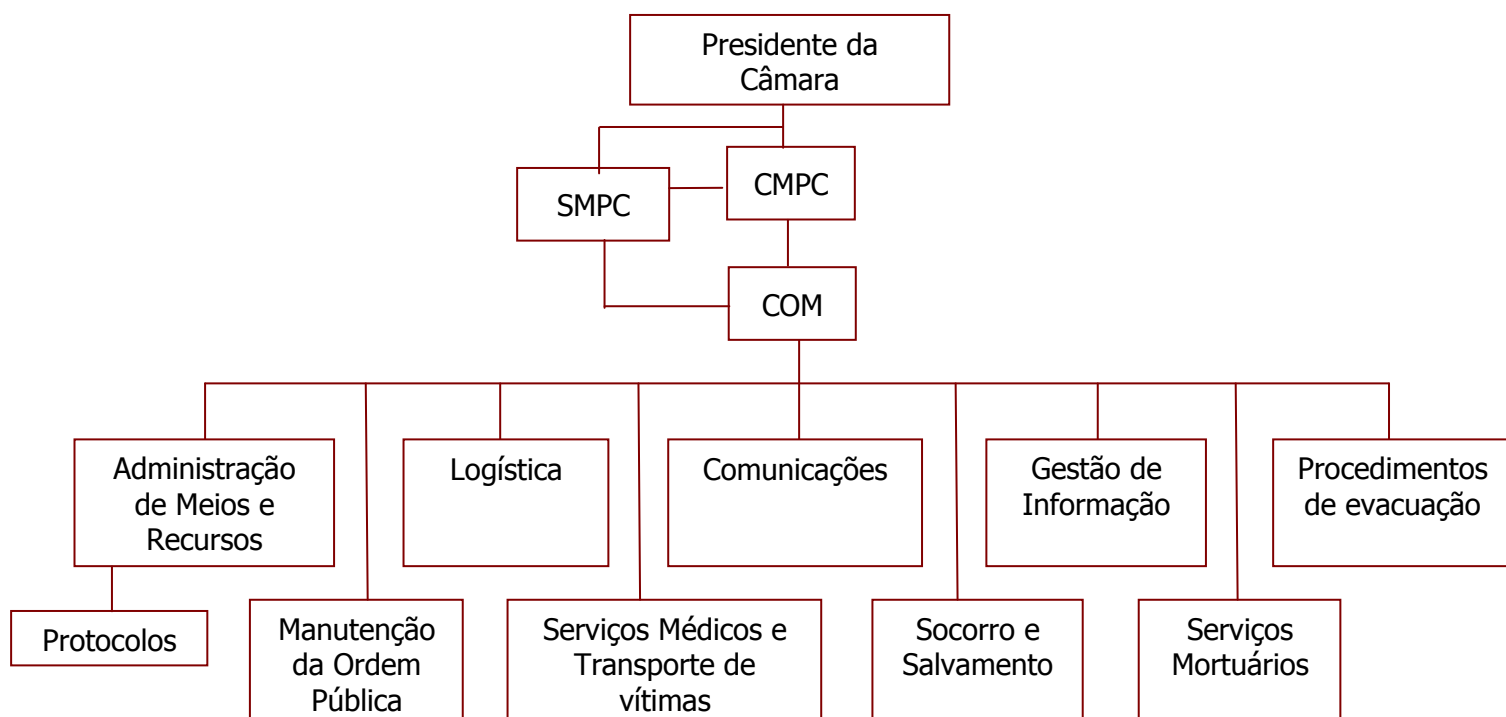 Presidente da
Câmara
CMPC
SMPC
COM
Administração
de Meios e
Recursos
Logística
Comunicações
Gestão de
Informação
Procedimentos
de evacuação
Protocolos
Manutenção
da Ordem
Pública
Serviços Médicos e
Transporte de
vítimas
Socorro e
Salvamento
Serviços
Mortuários